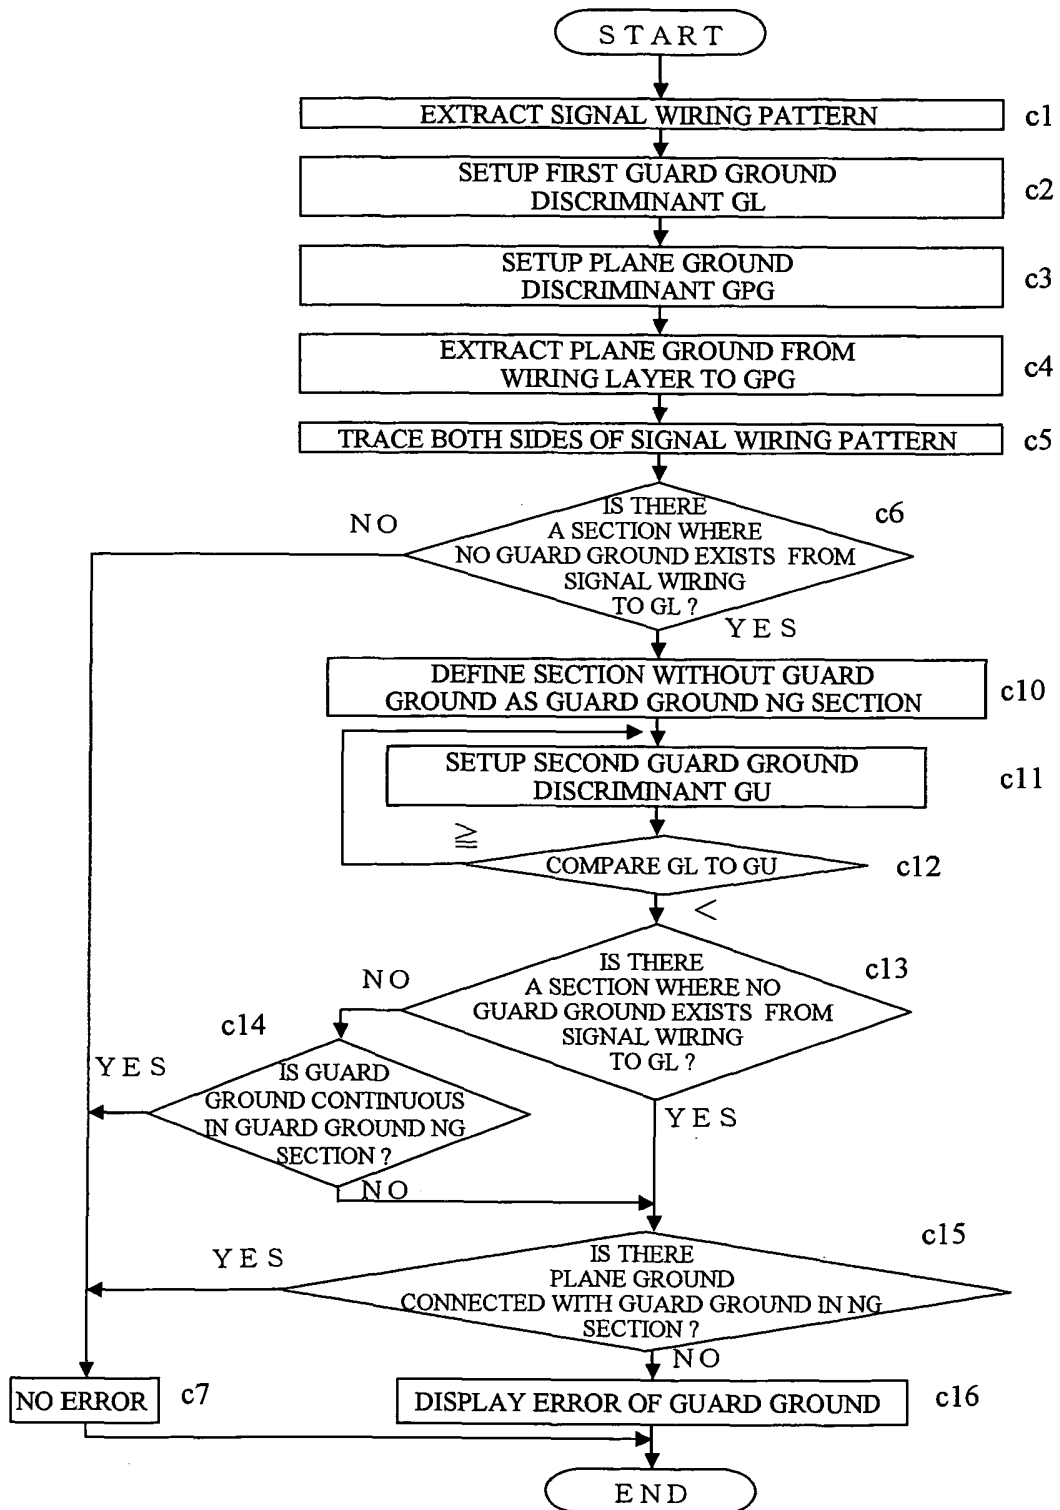 START
EXTRACT SIGNAL WIRING PATTERN
c1
SETUP FIRST GUARD GROUND
DISCRIMINANT GL
c2
SETUP PLANE GROUND
DISCRIMINANT GPG
c3
EXTRACT PLANE GROUND FROM
WIRING LAYER TO GPG
c4
TRACE BOTH SIDES OF SIGNAL WIRING PATTERN
c5
IS THERE
A SECTION WHERE
NO GUARD GROUND EXISTS FROM
SIGNAL WIRING
TO GL ?
c6
NO
YES
DEFINE SECTION WITHOUT GUARD
GROUND AS GUARD GROUND NG SECTION
c10
SETUP SECOND GUARD GROUND
DISCRIMINANT GU
c11
≧
COMPARE GL TO GU
c12
<
IS THERE
A SECTION WHERE NO
GUARD GROUND EXISTS FROM
SIGNAL WIRING
TO GL ?
c13
NO
YES
c14
IS GUARD
GROUND CONTINUOUS
IN GUARD GROUND NG
SECTION ?
YES
NO
IS THERE
PLANE GROUND
CONNECTED WITH GUARD GROUND IN NG
SECTION ?
c15
YES
NO
NO ERROR
c7
DISPLAY ERROR OF GUARD GROUND
c16
END